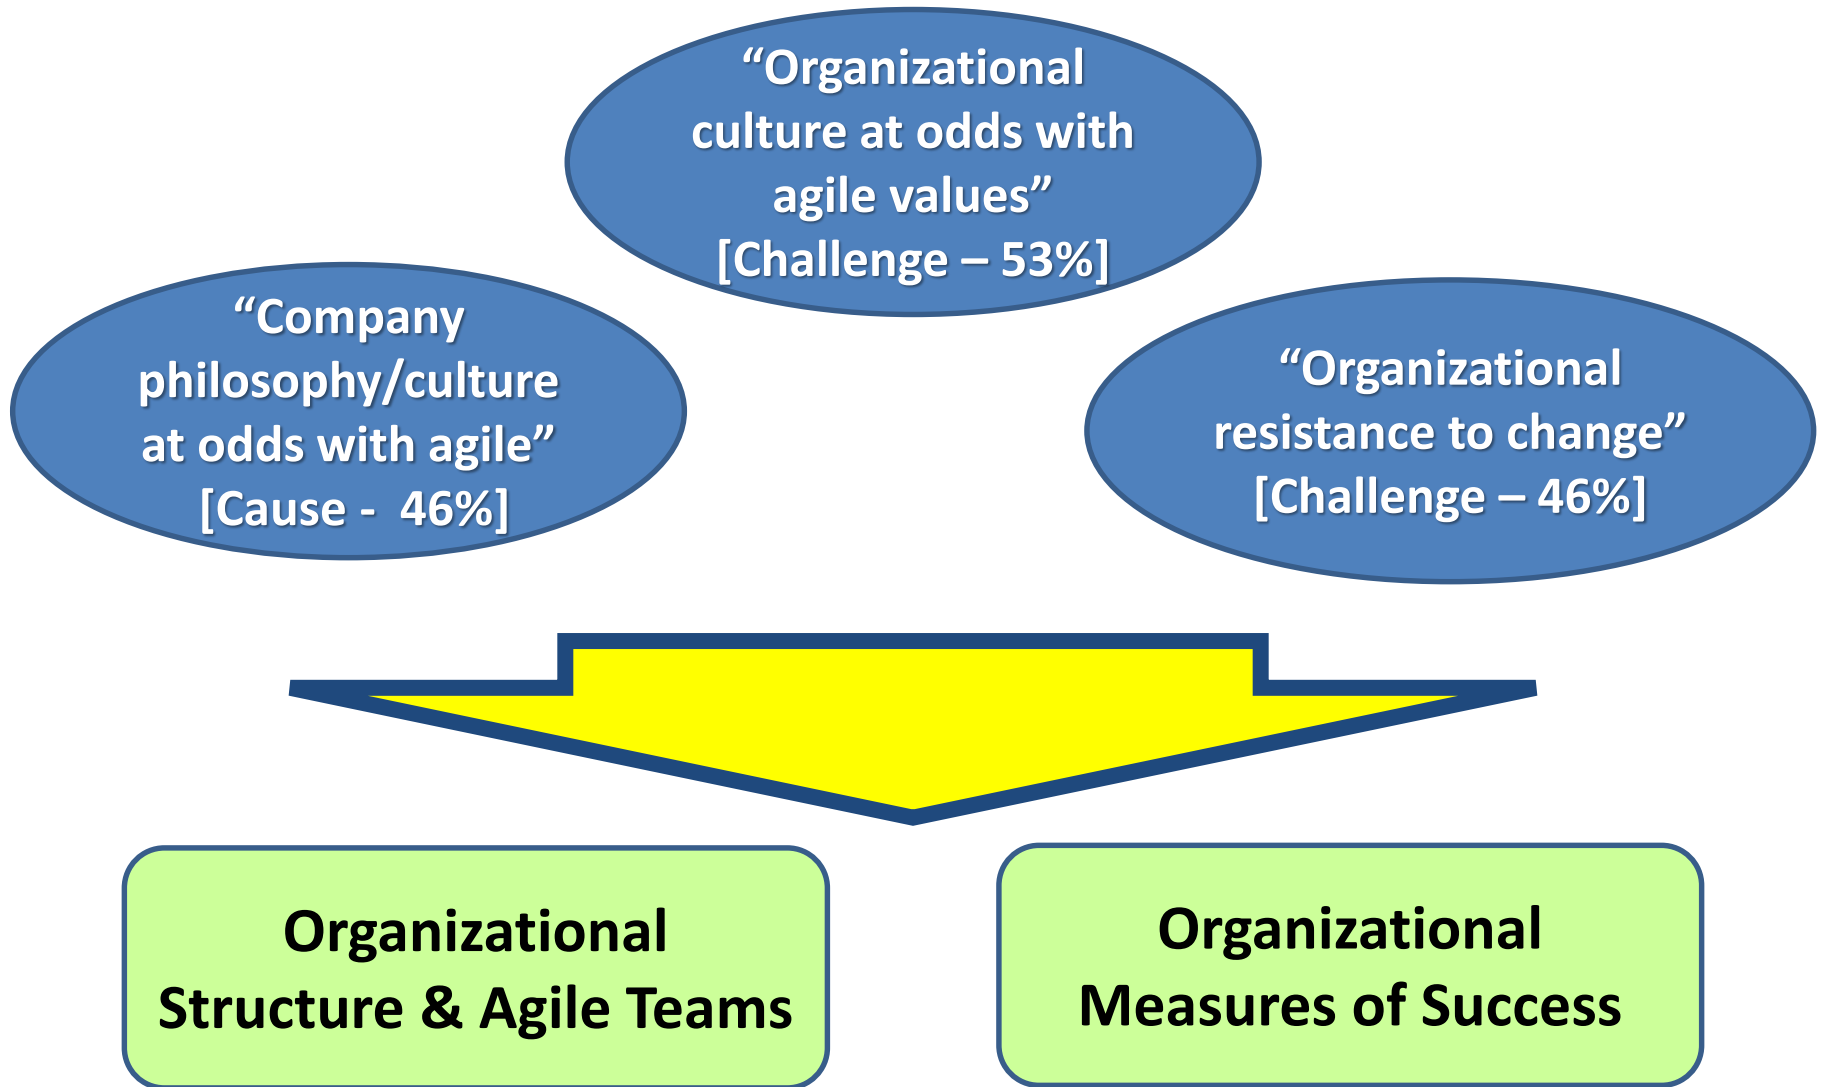 “Organizational
culture at odds with
agile values”
[Challenge – 53%]
“Company
philosophy/culture
at odds with agile”
[Cause -  46%]
“Organizational
resistance to change”
[Challenge – 46%]
Organizational
Structure & Agile Teams
Organizational
Measures of Success